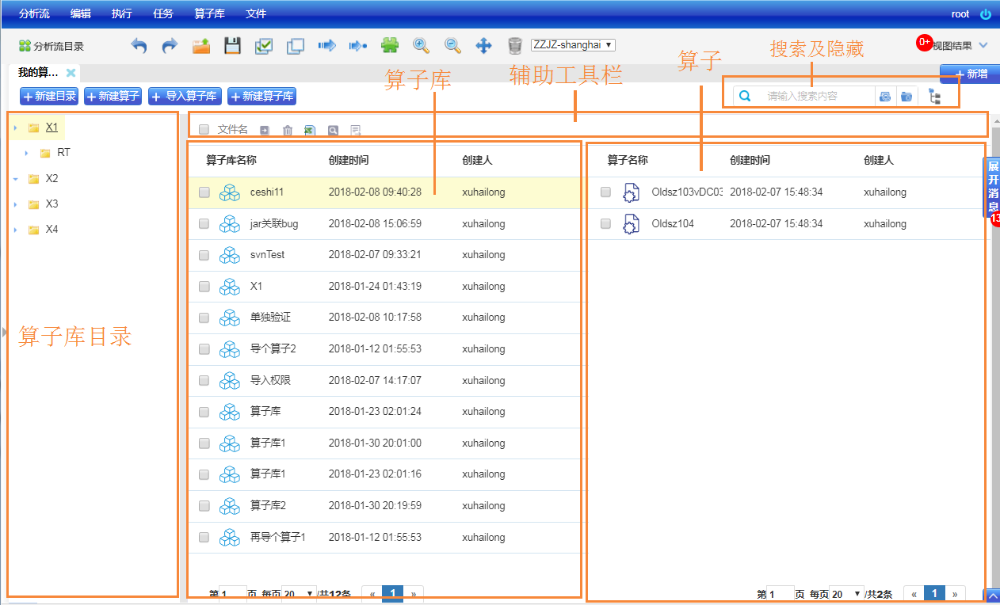 分析流 编辑 执行 任务 算子库 文件 root
分析流目录 ZZJZ-shanghai 0+ 视图结果
搜索及隐藏
算子
算子库 辅助工具栏
我的算... 新增
新建目录 新建算子 导入算子库 新建算子库 请输入搜索内容
X1
RT
X2
X3
X4
算子库目录
文件名
算子库名称 创建时间 创建人
ceshi11 2018-02-08 09:40:28 xuhailong
jar关联bug 2018-02-08 15:06:59 xuhailong
svnTest 2018-02-07 09:33:21 xuhailong
X1 2018-01-24 01:43:19 xuhailong
单独验证 2018-02-08 10:17:58 xuhailong
导个算子2 2018-01-12 01:55:53 xuhailong
导入权限 2018-02-07 14:17:07 xuhailong
算子库 2018-01-23 02:01:24 xuhailong
算子库1 2018-01-30 20:01:00 xuhailong
算子库1 2018-01-23 02:01:16 xuhailong
算子库2 2018-01-30 20:19:59 xuhailong
再导个算子1 2018-01-12 01:55:53 xuhailong
第 1 页 每页 20 /共12条 « 1 »
算子名称 创建时间 创建人
Oldsz103vDC03 2018-02-07 15:48:34 xuhailong
Oldsz104 2018-02-07 15:48:34 xuhailong
第 1 页 每页 20 /共2条 « 1 »
展开消息
13